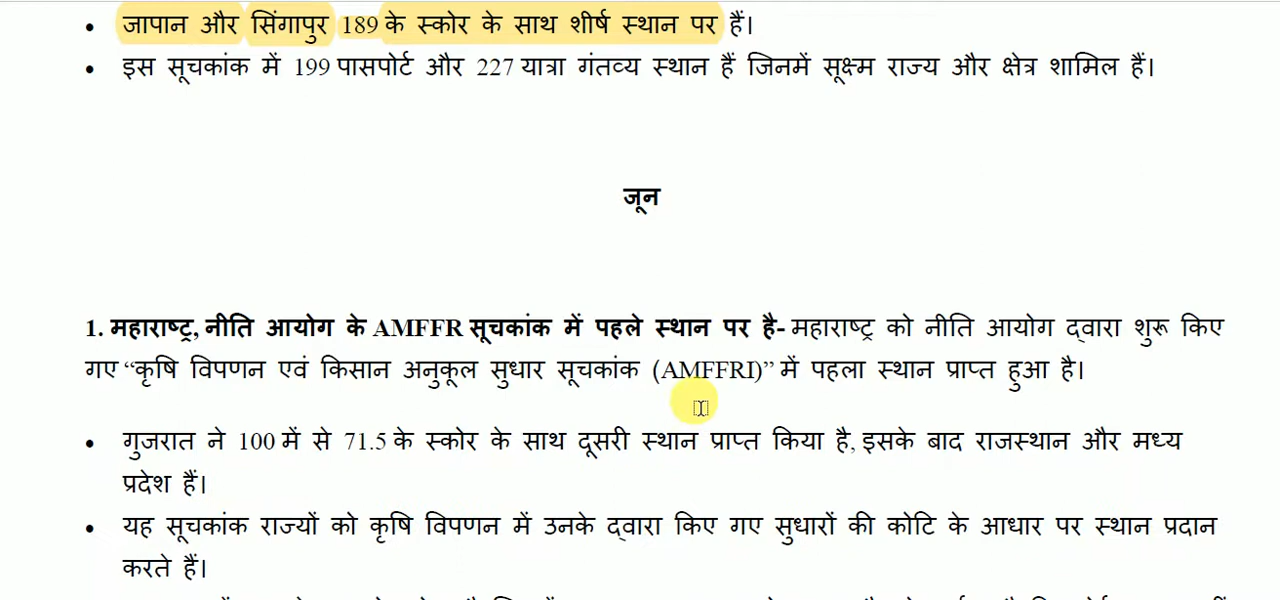 • जापान और सिंगापुर 189 के स्कोर के साथ शीर्ष स्थान पर हैं।
• इस सूचकांक में 199 पासपोर्ट और 227 यात्रा गंतव्य स्थान हैं जिनमें सूक्ष्म राज्य और क्षेत्र शामिल हैं।
जून
1. महाराष्ट्र, नीति आयोग के AMFFR सूचकांक में पहले स्थान पर है- महाराष्ट्र को नीति आयोग द्वारा शुरू किए
गए “कृषि विपणन एवं किसान अनुकूल सुधार सूचकांक (AMFFRI)” में पहला स्थान प्राप्त हुआ है।
• गुजरात ने 100 में से 71.5 के स्कोर के साथ दूसरी स्थान प्राप्त किया है, इसके बाद राजस्थान और मध्य
प्रदेश हैं।
• यह सूचकांक राज्यों को कृषि विपणन में उनके द्वारा किए गए सुधारों की कोटि के आधार पर स्थान प्रदान
करते हैं।